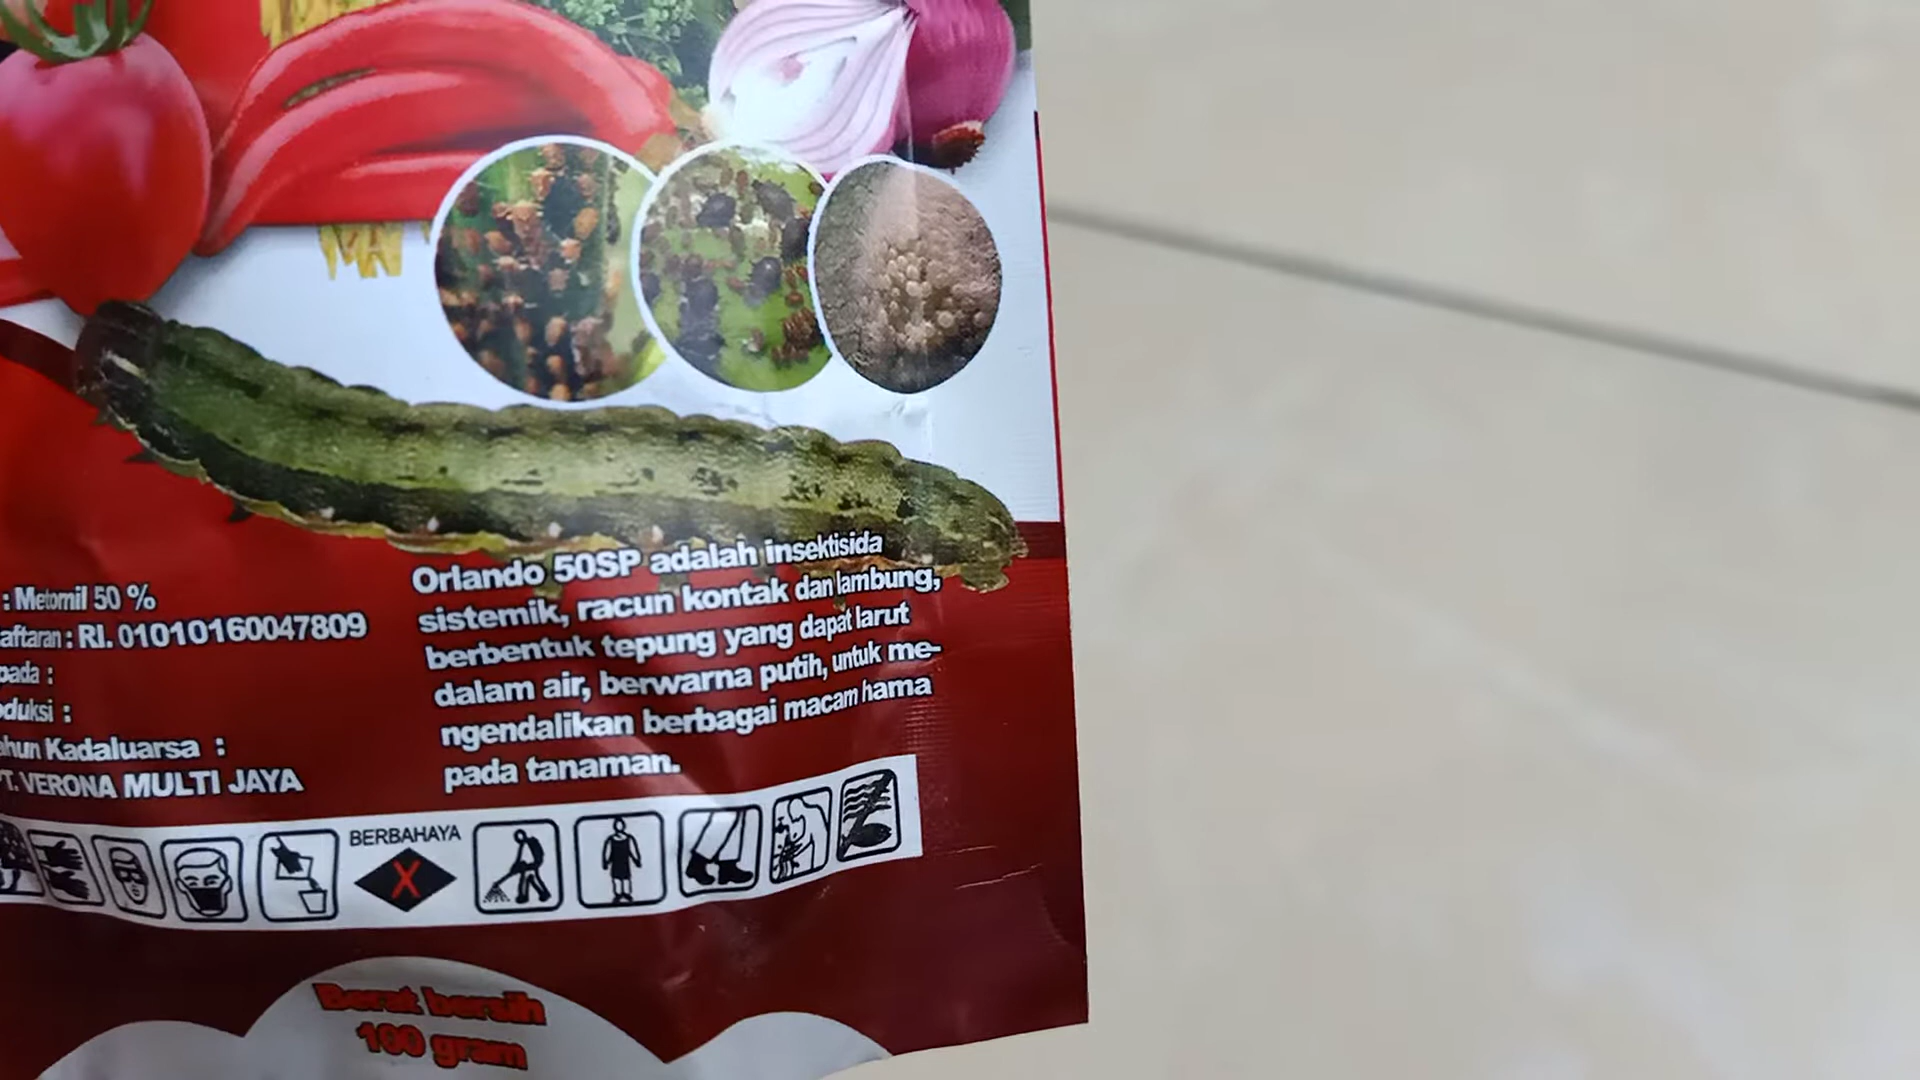 : Metomil 50 %
aftaran : RI. 01010160047809
pada :
oduksi :
ahun Kadaluarsa :
PT. VERONA MULTI JAYA
Orlando 50SP adalah insektisida
sistemik, racun kontak dan lambung,
berbentuk tepung yang dapat larut
dalam air, berwarna putih, untuk me-
ngendalikan berbagai macam hama
pada tanaman.
BERBAHAYA
Berat bersih
100 gram